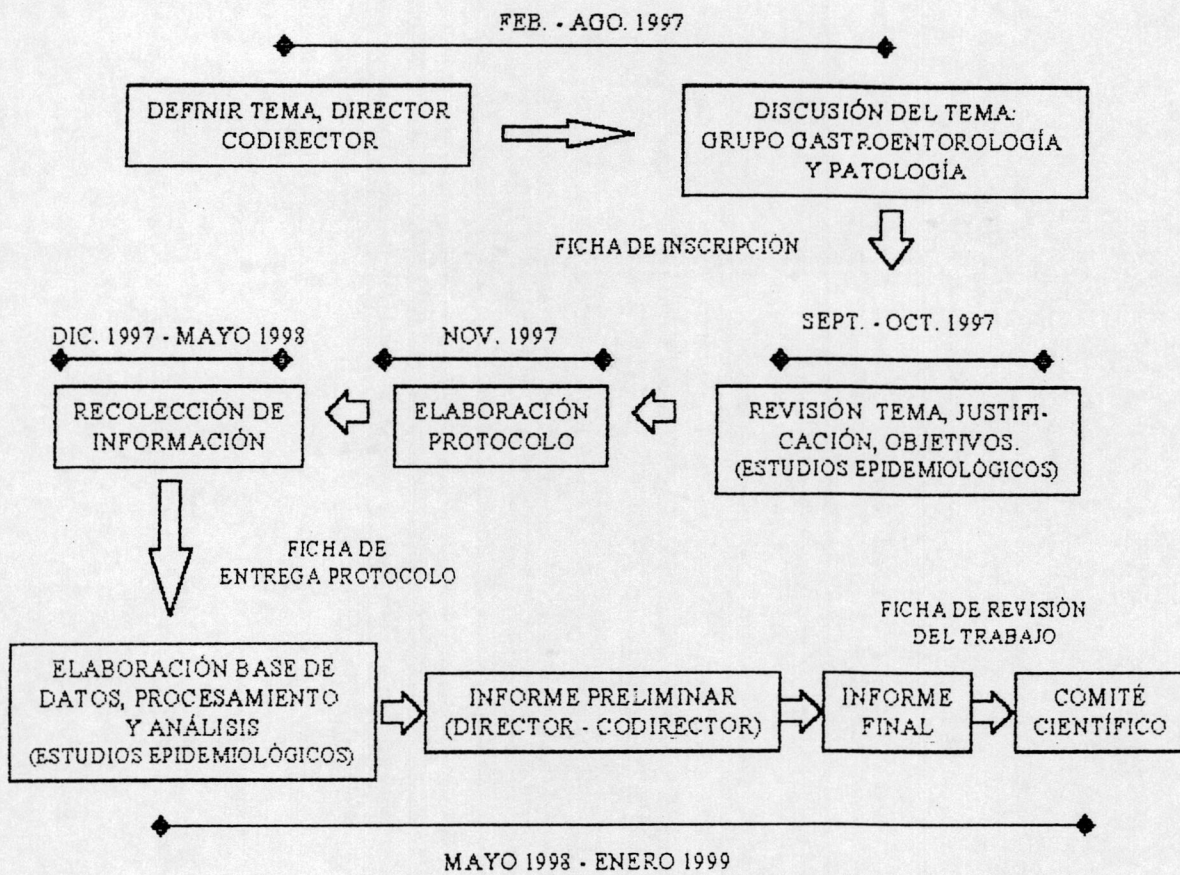 FEB. - AGO. 1997
DEFINIR TEMA, DIRECTOR
CODIRECTOR
DISCUSIÓN DEL TEMA:
GRUPO GASTROENTOROLOGÍA
Y PATOLOGÍA
FICHA DE INSCRIPCIÓN
SEPT. - OCT. 1997
REVISIÓN TEMA, JUSTIFI-
CACIÓN, OBJETIVOS.
(ESTUDIOS EPIDEMIOLÓGICOS)
NOV. 1997
ELABORACIÓN
PROTOCOLO
DIC. 1997 - MAYO 1998
RECOLECCIÓN DE
INFORMACIÓN
FICHA DE
ENTREGA PROTOCOLO
ELABORACIÓN BASE DE
DATOS, PROCESAMIENTO
Y ANÁLISIS
(ESTUDIOS EPIDEMIOLÓGICOS)
INFORME PRELIMINAR
(DIRECTOR - CODIRECTOR)
INFORME
FINAL
FICHA DE REVISIÓN
DEL TRABAJO
COMITÉ
CIENTÍFICO
MAYO 1998 - ENERO 1999